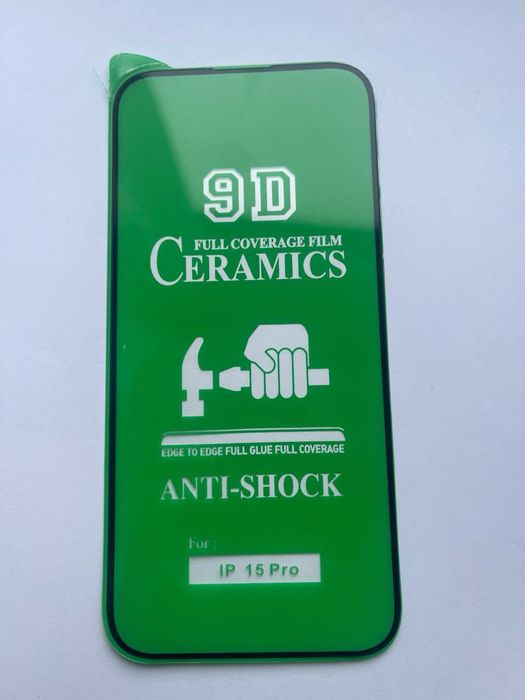 9D
FULL COVERAGE FILM
CERAMICS
EDGE TO EDGE FULL GLUE FULL COVERAGE
ANTI-SHOCK
For :
IP 15 Pro